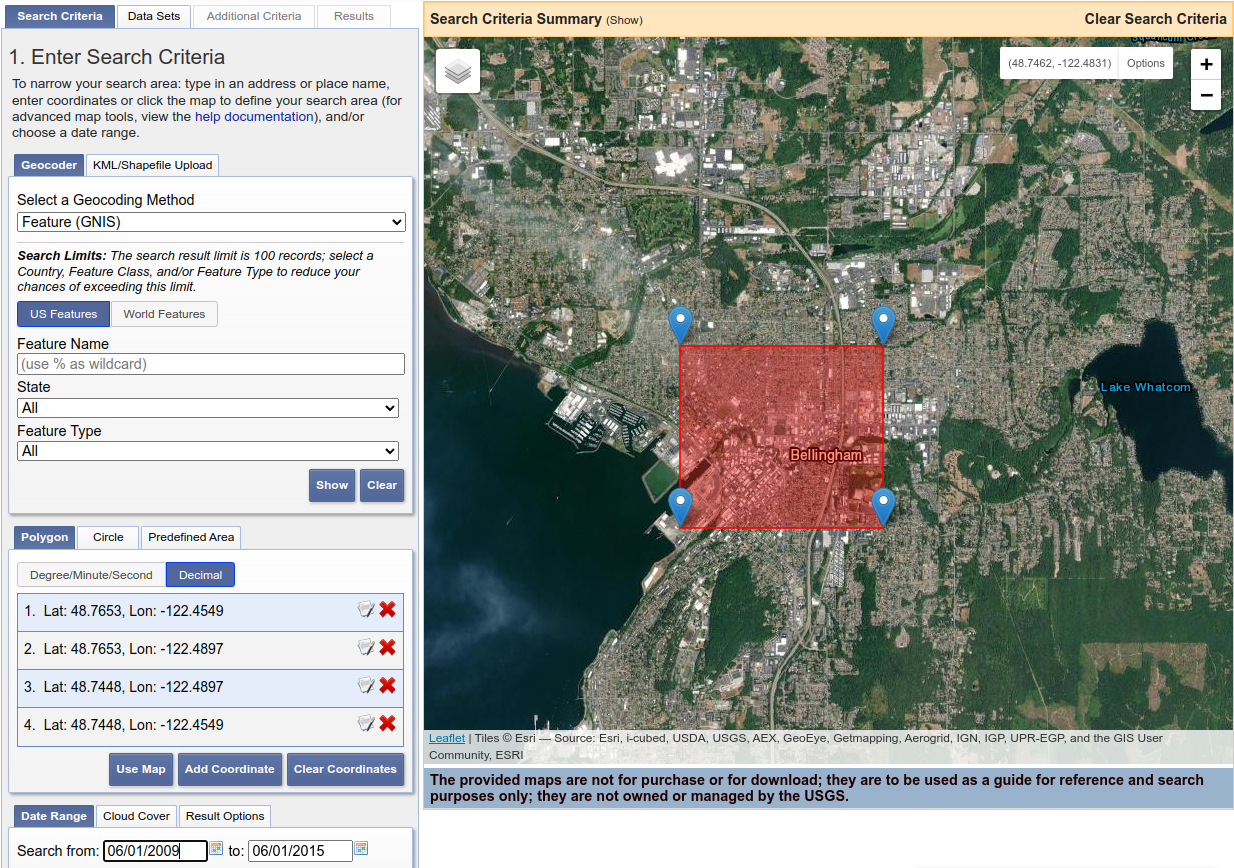 Search Criteria
Data Sets
Additional Criteria
Results
1. Enter Search Criteria
To narrow your search area: type in an address or place name,
enter coordinates or click the map to define your search area (for
advanced map tools, view the help documentation), and/or
choose a date range.
Geocoder
KML/Shapefile Upload
Select a Geocoding Method
Feature (GNIS)
Search Limits: The search result limit is 100 records; select a
Country, Feature Class, and/or Feature Type to reduce your
chances of exceeding this limit.
US Features
World Features
Feature Name
(use % as wildcard)
State
All
Feature Type
All
Show
Clear
Polygon
Circle
Predefined Area
Degree/Minute/Second
Decimal
1. Lat: 48.7653, Lon: -122.4549
2. Lat: 48.7653, Lon: -122.4897
3. Lat: 48.7448, Lon: -122.4897
4. Lat: 48.7448, Lon: -122.4549
Use Map
Add Coordinate
Clear Coordinates
Date Range
Cloud Cover
Result Options
Search from: 06/01/2009 to: 06/01/2015
Search Criteria Summary (Show)
Clear Search Criteria
(48.7462, -122.4831)
Options
+
−
Lake Whatcom
Bellingham
Leaflet | Tiles © Esri — Source: Esri, i-cubed, USDA, USGS, AEX, GeoEye, Getmapping, Aerogrid, IGN, IGP, UPR-EGP, and the GIS User
Community, ESRI
The provided maps are not for purchase or for download; they are to be used as a guide for reference and search
purposes only; they are not owned or managed by the USGS.